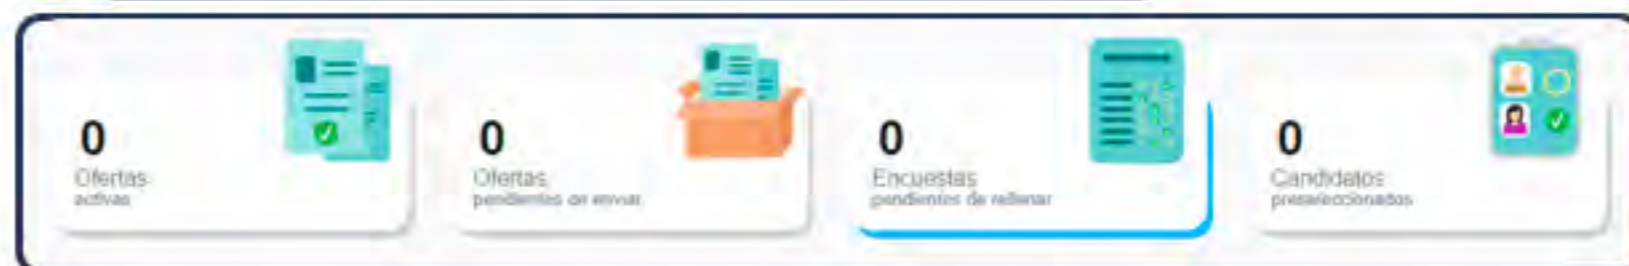 0
Ofertas
activas
0
Ofertas
pendientes de enviar
0
Encuestas
pendientes de rellenar
0
Candidatos
preseleccionados